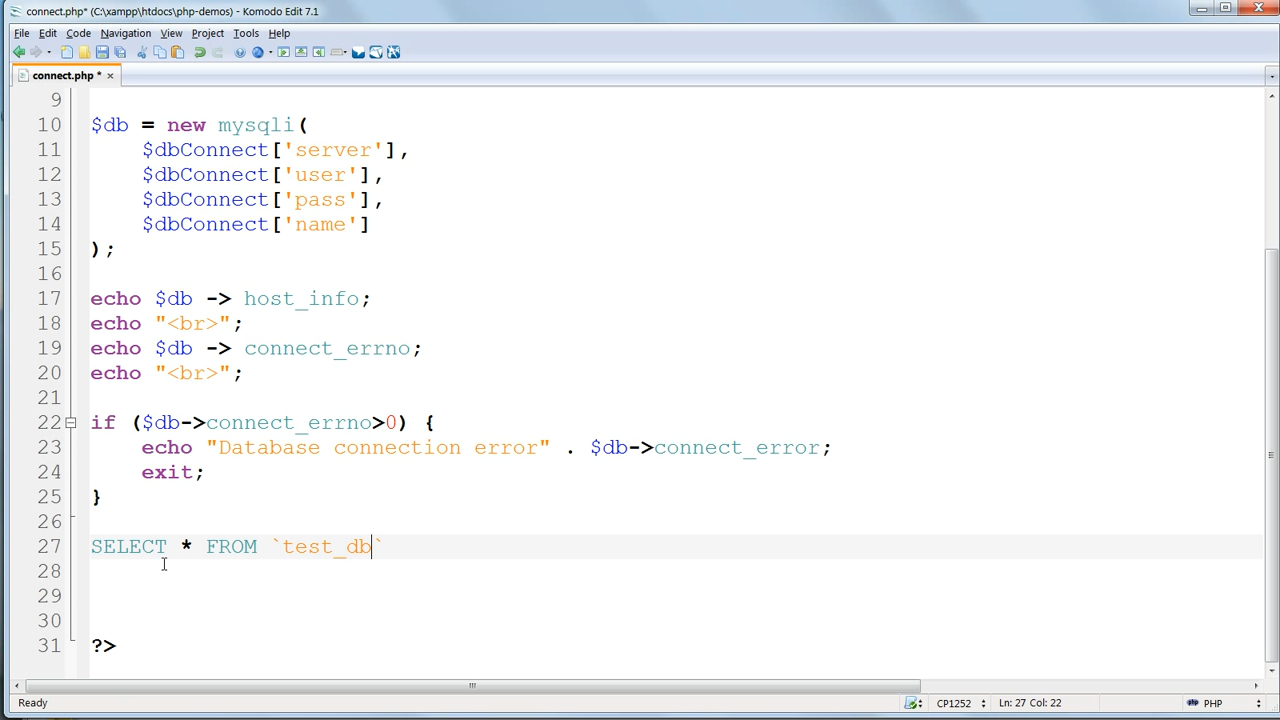 connect.php* (C:\xampp\htdocs\php-demos) - Komodo Edit 7.1
File Edit Code Navigation View Project Tools Help
connect.php *
9
10 $db = new mysqli(
11 $dbConnect['server'],
12 $dbConnect['user'],
13 $dbConnect['pass'],
14 $dbConnect['name']
15 );
16
17 echo $db -> host_info;
18 echo "<br>";
19 echo $db -> connect_errno;
20 echo "<br>";
21
22 if ($db->connect_errno>0) {
23 echo "Database connection error" . $db->connect_error;
24 exit;
25 }
26
27 SELECT * FROM `test_db`
28
29
30
31 ?>
Ready CP1252 Ln: 27 Col: 22 PHP